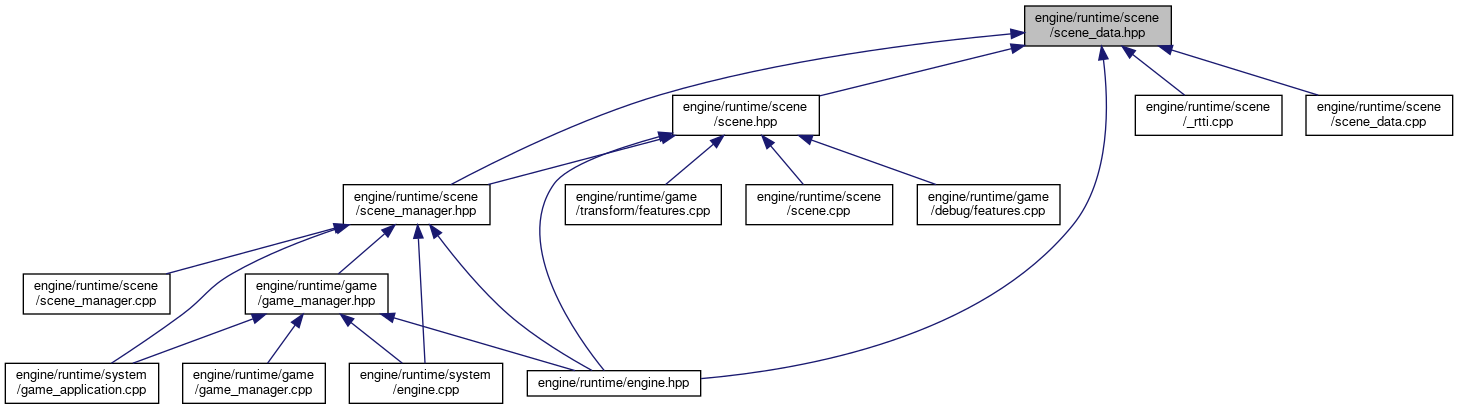 engine/runtime/scene
/scene_data.hpp
engine/runtime/scene
/scene.hpp
engine/runtime/scene
/_rtti.cpp
engine/runtime/scene
/scene_data.cpp
engine/runtime/scene
/scene_manager.hpp
engine/runtime/game
/transform/features.cpp
engine/runtime/scene
/scene.cpp
engine/runtime/game
/debug/features.cpp
engine/runtime/scene
/scene_manager.cpp
engine/runtime/game
/game_manager.hpp
engine/runtime/system
/game_application.cpp
engine/runtime/game
/game_manager.cpp
engine/runtime/system
/engine.cpp
engine/runtime/engine.hpp